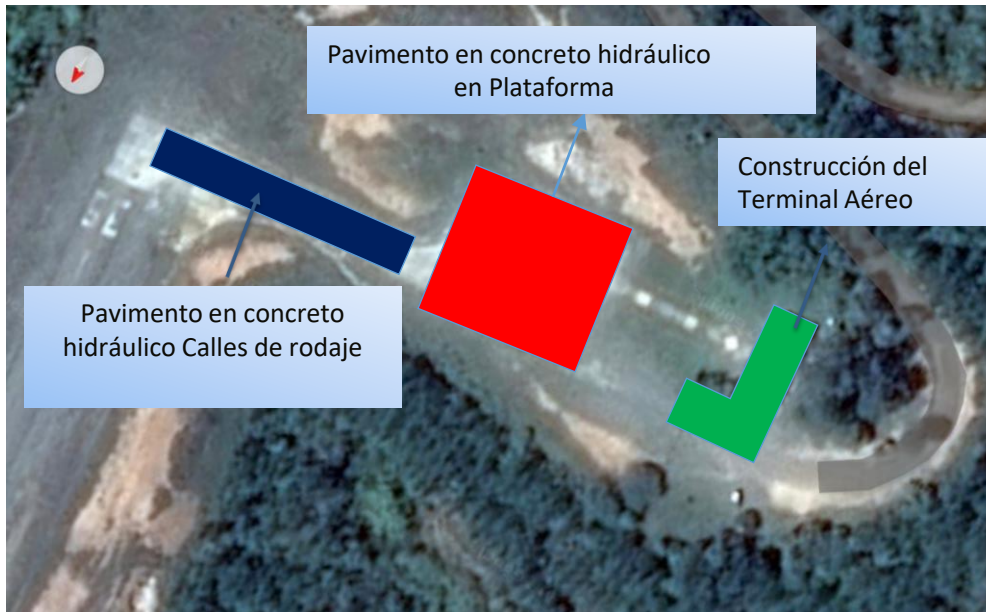 Pavimento en concreto hidráulico
en Plataforma
Construcción del
Terminal Aéreo
Pavimento en concreto
hidráulico Calles de rodaje